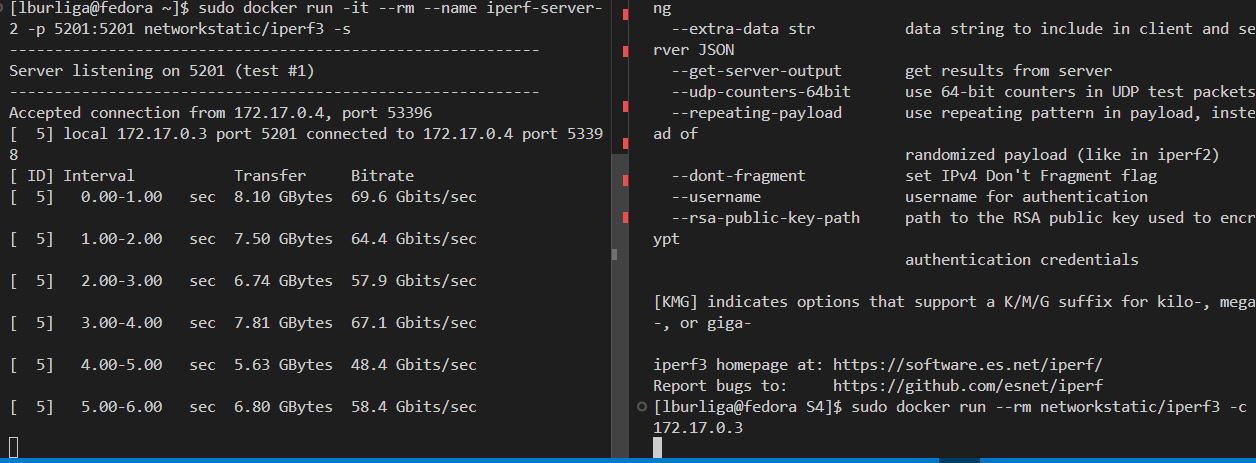 [lburliga@fedora ~]$ sudo docker run -it --rm --name iperf-server-
2 -p 5201:5201 networkstatic/iperf3 -s
-----------------------------------------------------------
Server listening on 5201 (test #1)
-----------------------------------------------------------
Accepted connection from 172.17.0.4, port 53396
[  5] local 172.17.0.3 port 5201 connected to 172.17.0.4 port 5339
8
[ ID] Interval           Transfer     Bitrate
[  5]   0.00-1.00   sec  8.10 GBytes  69.6 Gbits/sec
[  5]   1.00-2.00   sec  7.50 GBytes  64.4 Gbits/sec
[  5]   2.00-3.00   sec  6.74 GBytes  57.9 Gbits/sec
[  5]   3.00-4.00   sec  7.81 GBytes  67.1 Gbits/sec
[  5]   4.00-5.00   sec  5.63 GBytes  48.4 Gbits/sec
[  5]   5.00-6.00   sec  6.80 GBytes  58.4 Gbits/sec
ng
--extra-data str          data string to include in client and se
rver JSON
--get-server-output       get results from server
--udp-counters-64bit      use 64-bit counters in UDP test packets
--repeating-payload       use repeating pattern in payload, inste
ad of
randomized payload (like in iperf2)
--dont-fragment           set IPv4 Don't Fragment flag
--username                username for authentication
--rsa-public-key-path     path to the RSA public key used to encr
ypt
authentication credentials
[KMG] indicates options that support a K/M/G suffix for kilo-, mega
-, or giga-
iperf3 homepage at: https://software.es.net/iperf/
Report bugs to:     https://github.com/esnet/iperf
[lburliga@fedora S4]$ sudo docker run --rm networkstatic/iperf3 -c
172.17.0.3